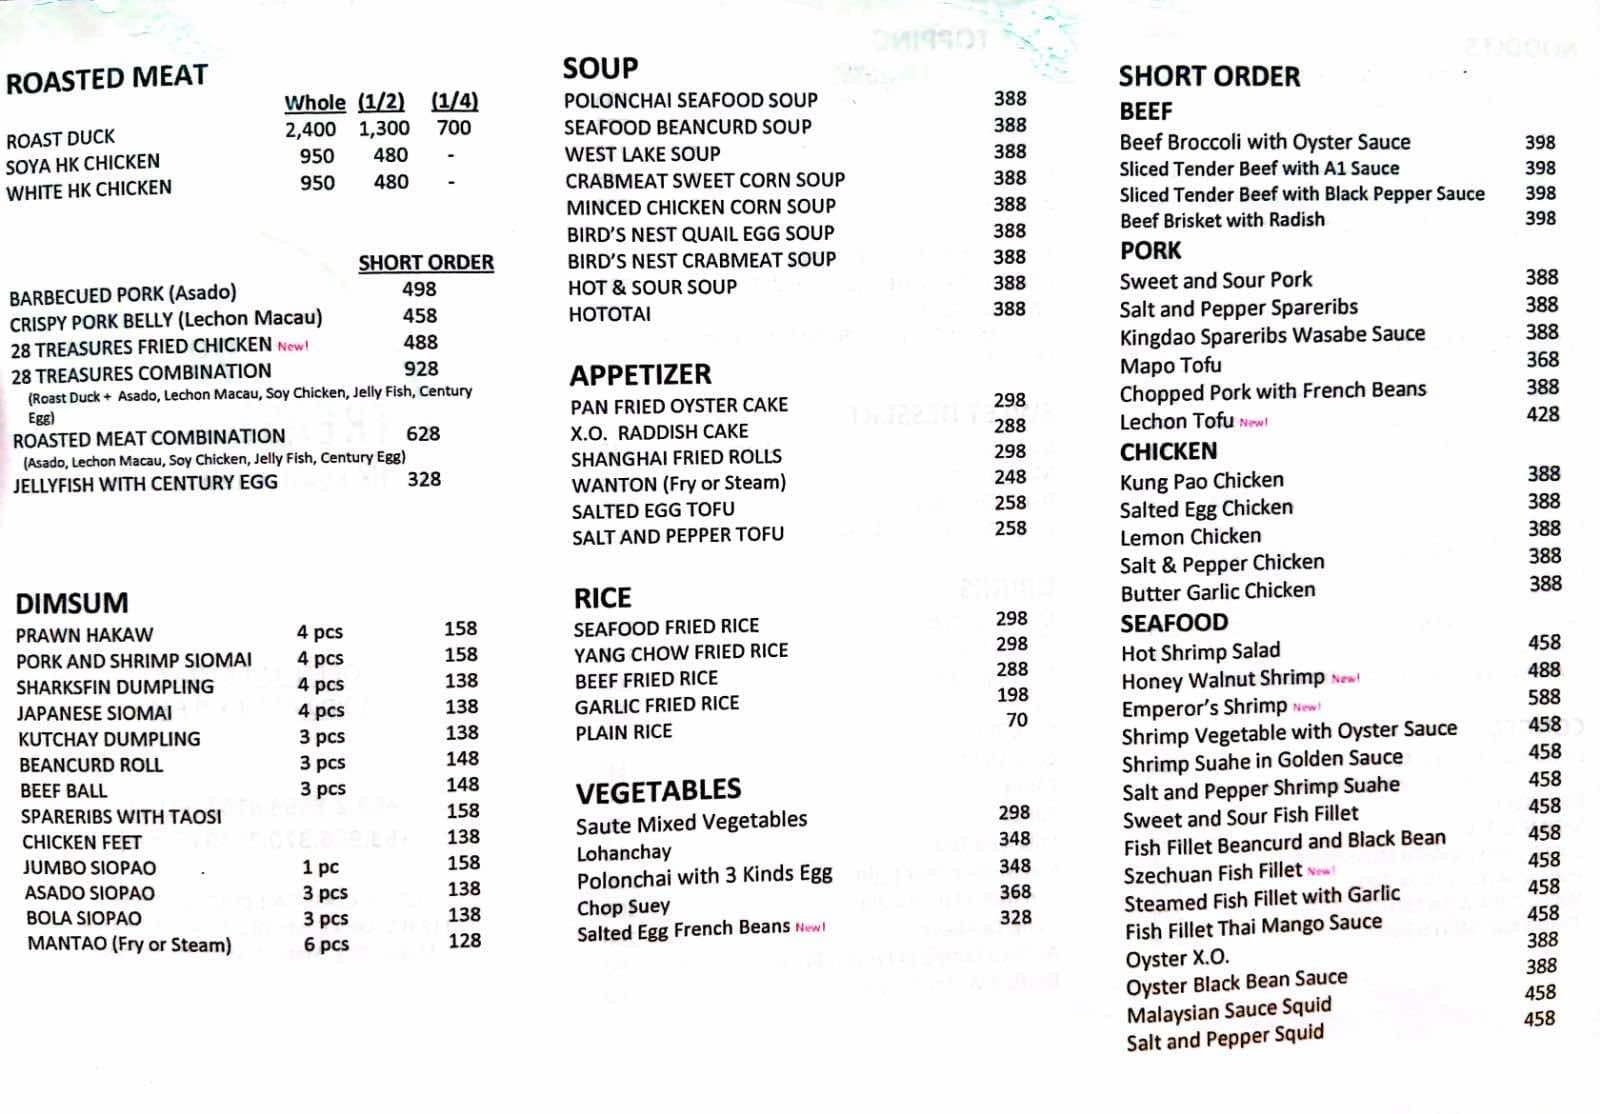 ROASTED MEAT
Whole (1/2) (1/4)
ROAST DUCK 2,400 1,300 700
SOYA HK CHICKEN 950 480 -
WHITE HK CHICKEN 950 480 -
SHORT ORDER
BARBECUED PORK (Asado) 498
CRISPY PORK BELLY (Lechon Macau) 458
28 TREASURES FRIED CHICKEN New! 488
28 TREASURES COMBINATION 928
(Roast Duck + Asado, Lechon Macau, Soy Chicken, Jelly Fish, Century
Egg)
ROASTED MEAT COMBINATION 628
(Asado, Lechon Macau, Soy Chicken, Jelly Fish, Century Egg)
JELLYFISH WITH CENTURY EGG 328
DIMSUM
PRAWN HAKAW 4 pcs 158
PORK AND SHRIMP SIOMAI 4 pcs 158
SHARKSFIN DUMPLING 4 pcs 138
JAPANESE SIOMAI 4 pcs 138
KUTCHAY DUMPLING 3 pcs 138
BEANCURD ROLL 3 pcs 148
BEEF BALL 3 pcs 148
SPARERIBS WITH TAOSI 158
CHICKEN FEET 138
JUMBO SIOPAO 1 pc 158
ASADO SIOPAO 3 pcs 138
BOLA SIOPAO 3 pcs 138
MANTAO (Fry or Steam) 6 pcs 128
SOUP
POLONCHAI SEAFOOD SOUP 388
SEAFOOD BEANCURD SOUP 388
WEST LAKE SOUP 388
CRABMEAT SWEET CORN SOUP 388
MINCED CHICKEN CORN SOUP 388
BIRD'S NEST QUAIL EGG SOUP 388
BIRD'S NEST CRABMEAT SOUP 388
HOT & SOUR SOUP 388
HOTOTAI 388
APPETIZER
PAN FRIED OYSTER CAKE 298
X.O. RADDISH CAKE 288
SHANGHAI FRIED ROLLS 298
WANTON (Fry or Steam) 248
SALTED EGG TOFU 258
SALT AND PEPPER TOFU 258
RICE
SEAFOOD FRIED RICE 298
YANG CHOW FRIED RICE 298
BEEF FRIED RICE 288
GARLIC FRIED RICE 198
PLAIN RICE 70
VEGETABLES
Saute Mixed Vegetables 298
Lohanchay 348
Polonchai with 3 Kinds Egg 348
Chop Suey 368
Salted Egg French Beans New! 328
SHORT ORDER
BEEF
Beef Broccoli with Oyster Sauce 398
Sliced Tender Beef with A1 Sauce 398
Sliced Tender Beef with Black Pepper Sauce 398
Beef Brisket with Radish 398
PORK
Sweet and Sour Pork 388
Salt and Pepper Spareribs 388
Kingdao Spareribs Wasabe Sauce 388
Mapo Tofu 368
Chopped Pork with French Beans 388
Lechon Tofu New! 428
CHICKEN
Kung Pao Chicken 388
Salted Egg Chicken 388
Lemon Chicken 388
Salt & Pepper Chicken 388
Butter Garlic Chicken 388
SEAFOOD
Hot Shrimp Salad 458
Honey Walnut Shrimp New! 488
Emperor's Shrimp New! 588
Shrimp Vegetable with Oyster Sauce 458
Shrimp Suahe in Golden Sauce 458
Salt and Pepper Shrimp Suahe 458
Sweet and Sour Fish Fillet 458
Fish Fillet Beancurd and Black Bean 458
Szechuan Fish Fillet New! 458
Steamed Fish Fillet with Garlic 458
Fish Fillet Thai Mango Sauce 458
Oyster X.O. 388
Oyster Black Bean Sauce 388
Malaysian Sauce Squid 458
Salt and Pepper Squid 458